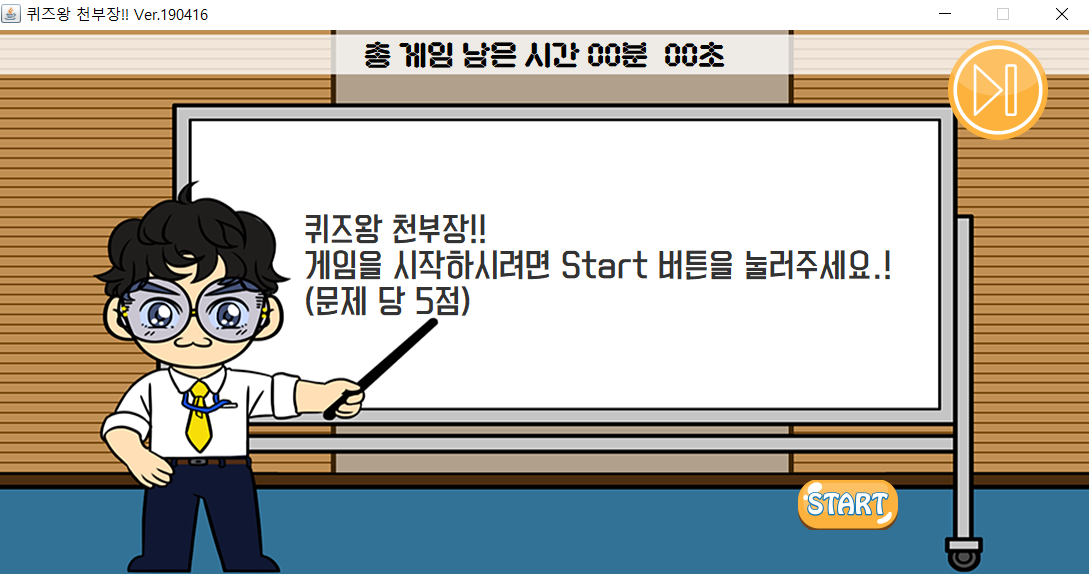 퀴즈왕 천부장!! Ver.190416
총 게임 남은 시간 00분 00초
퀴즈왕 천부장!!
게임을 시작하시려면 Start 버튼을 눌러주세요.!
(문제 당 5점)
START